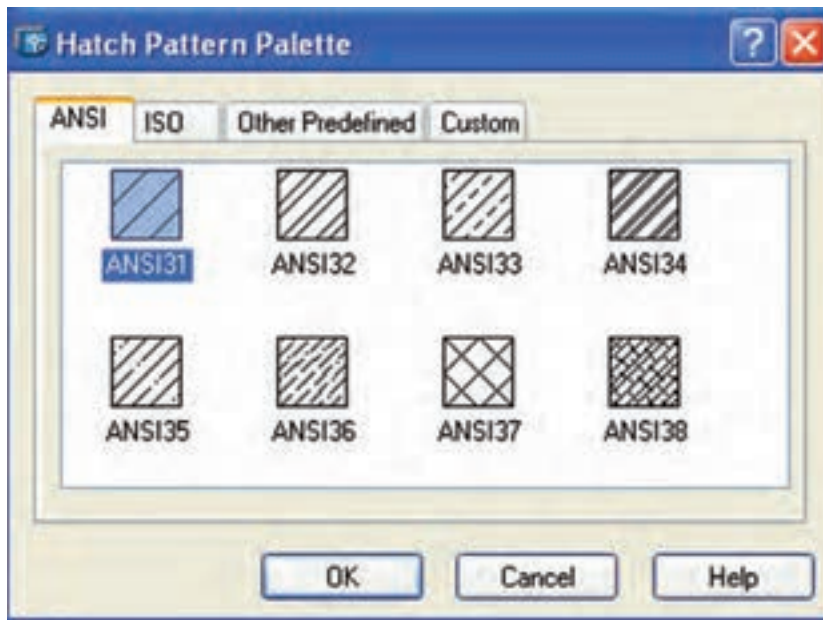 Hatch Pattern Palette
ANSI ISO Other Predefined Custom
ANSI31 ANSI32 ANSI33 ANSI34
ANSI35 ANSI36 ANSI37 ANSI38
OK Cancel Help